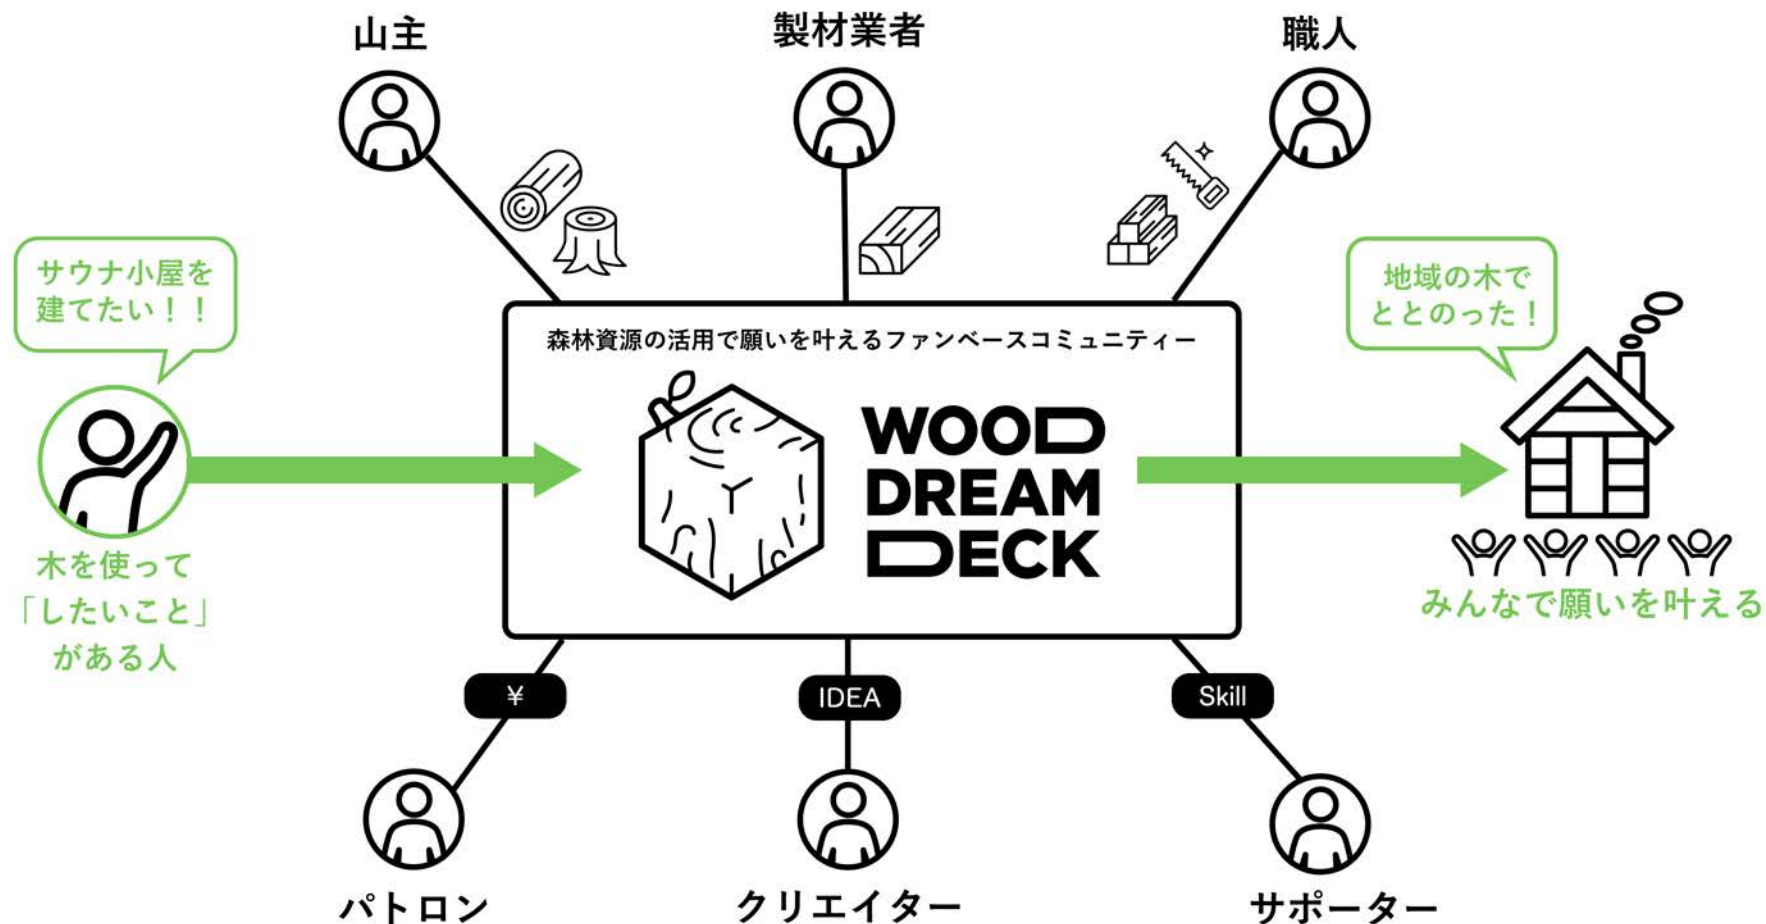 山主
製材業者
職人
サウナ小屋を
建てたい！！
地域の木で
ととのった！
森林資源の活用で願いを叶えるファンベースコミュニティー
WOOD
DREAM
DECK
木を使って
「したいこと」
がある人
みんなで願いを叶える
¥
IDEA
Skill
パトロン
クリエイター
サポーター